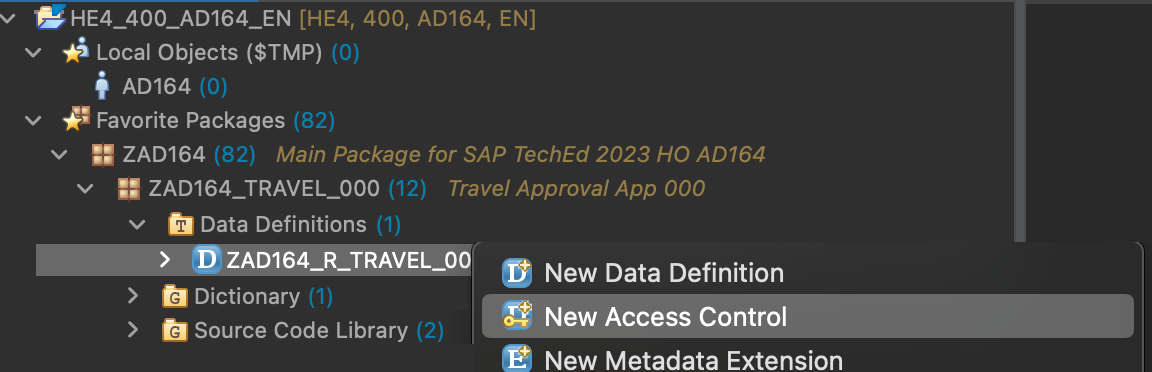 HE4_400_AD164_EN [HE4, 400, AD164, EN]
Local Objects ($TMP) (0)
AD164 (0)
Favorite Packages (82)
ZAD164 (82) Main Package for SAP TechEd 2023 HO AD164
ZAD164_TRAVEL_000 (12) Travel Approval App 000
T Data Definitions (1)
D ZAD164_R_TRAVEL_00
G Dictionary (1)
G Source Code Library (2)
D New Data Definition
New Access Control
E New Metadata Extension